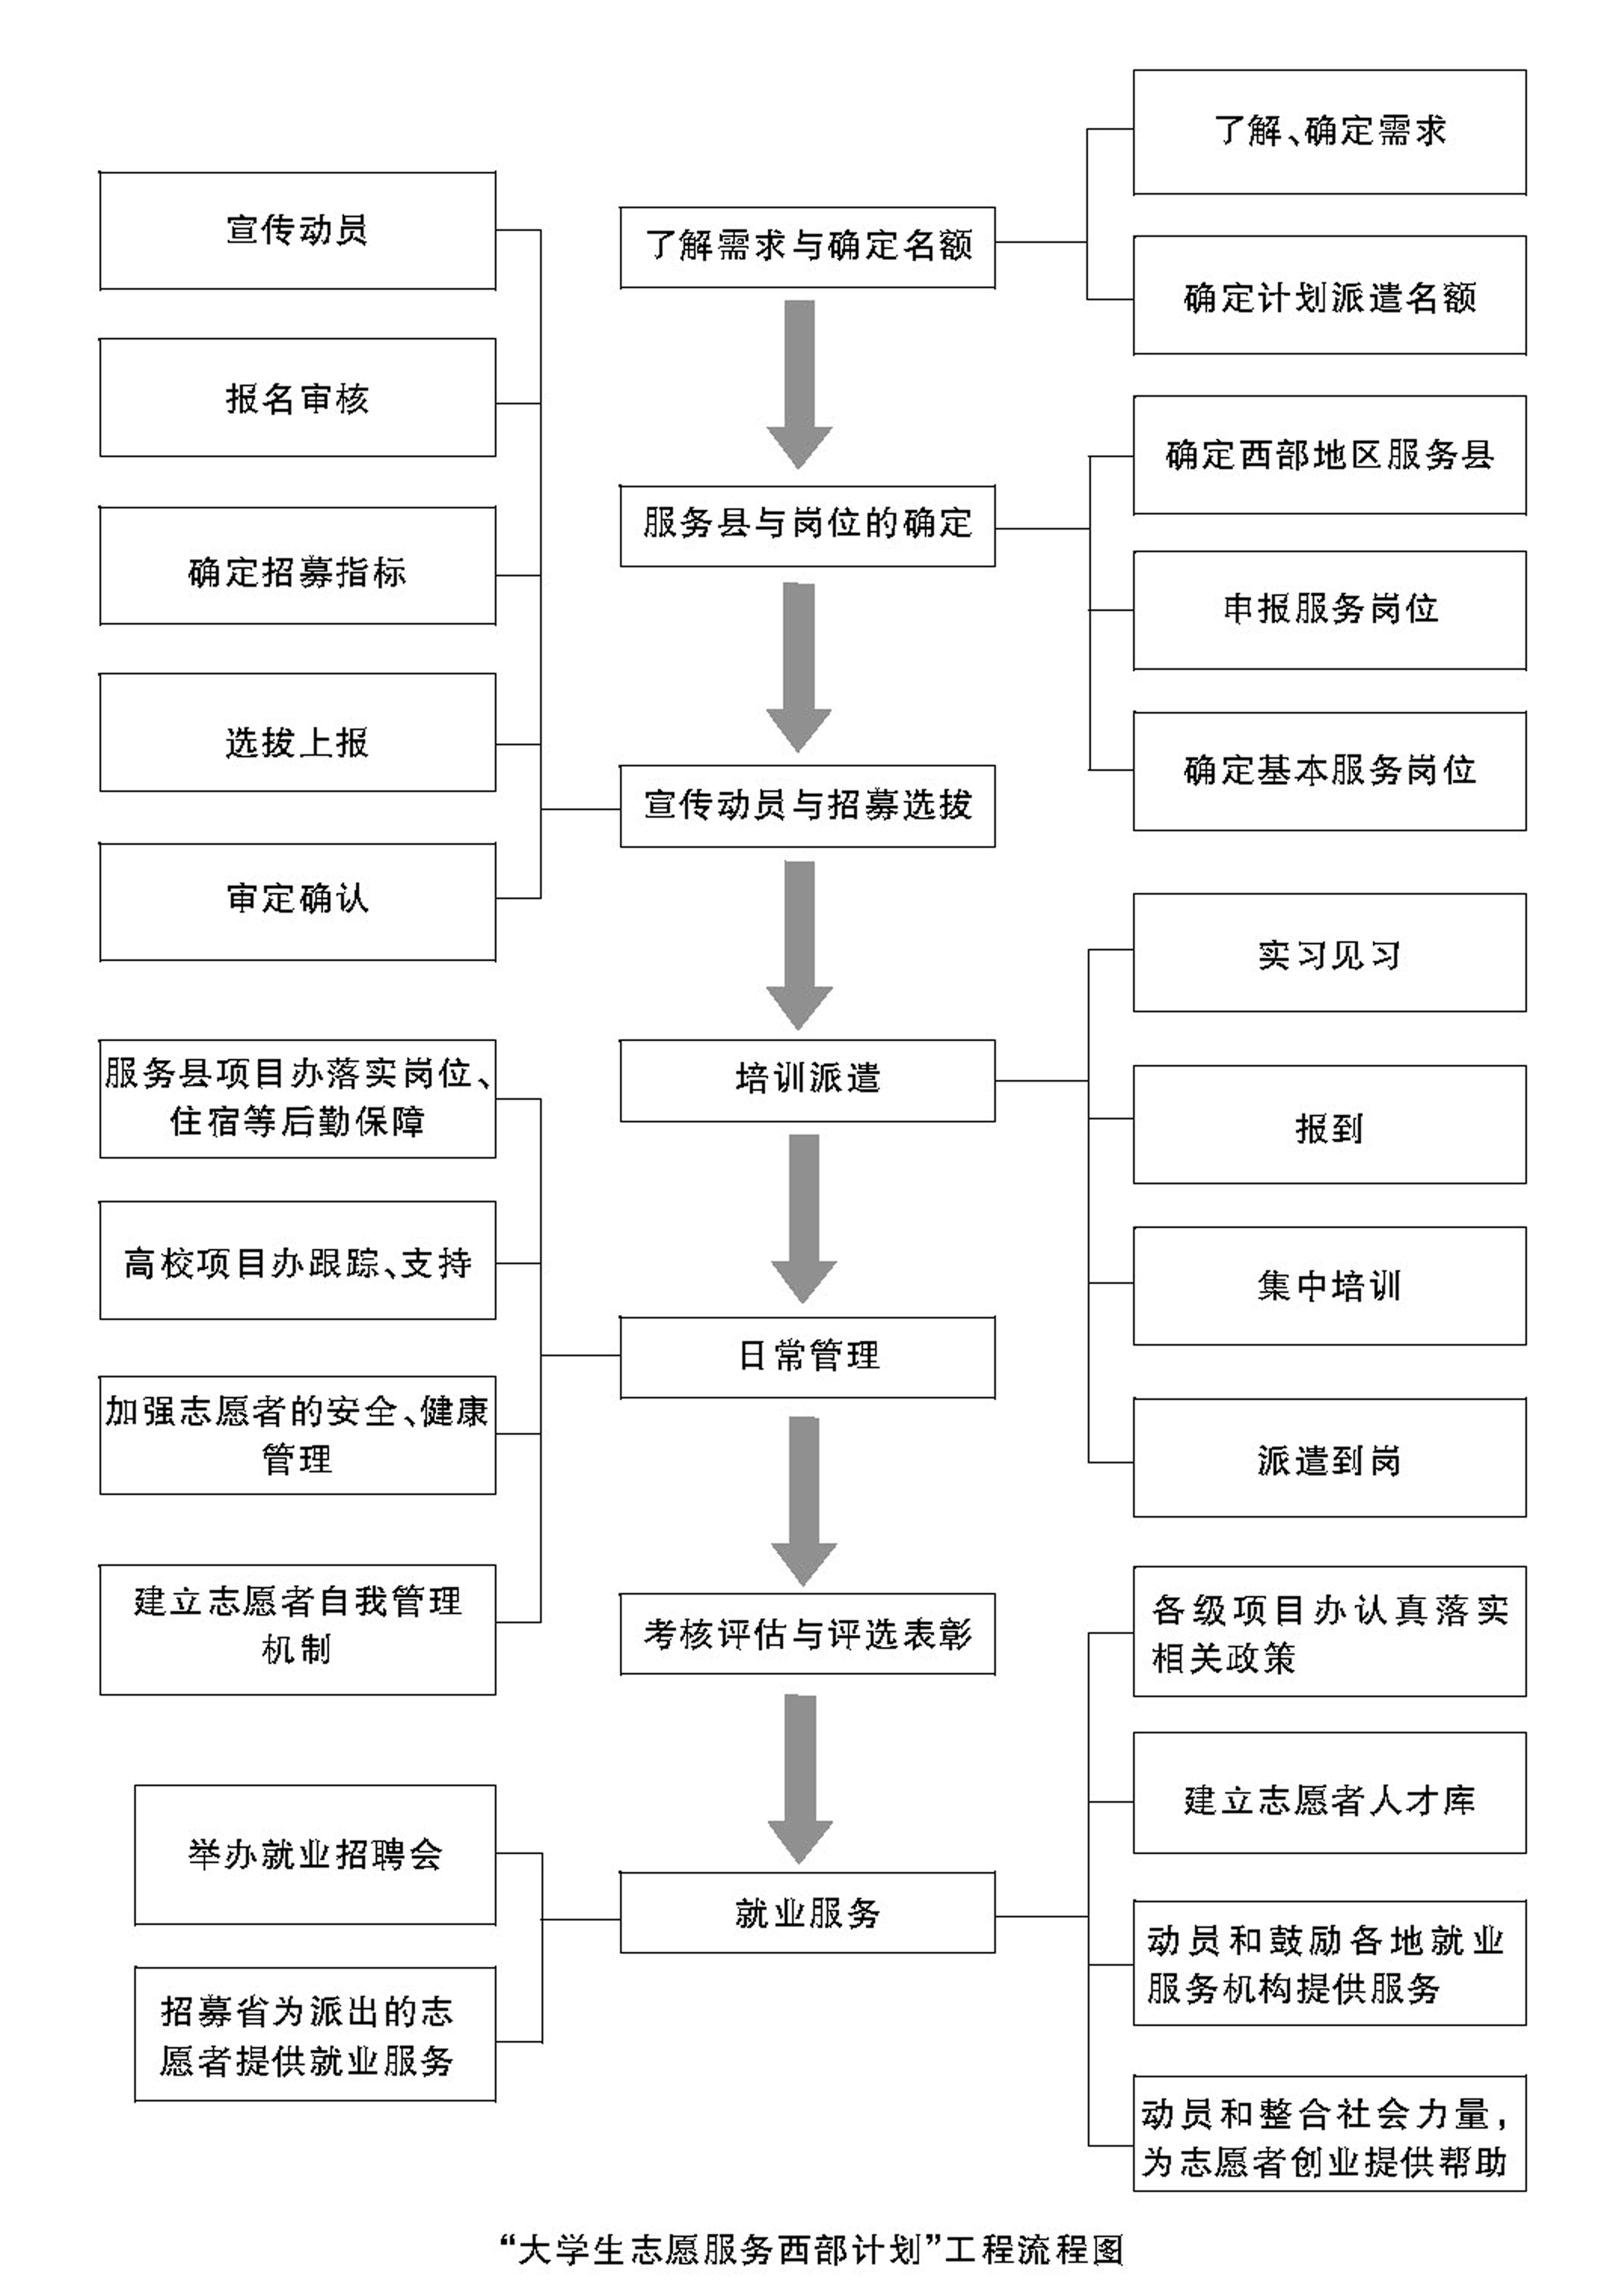 了解需求与确定名额
了解、确定需求
确定计划派遣名额
服务县与岗位的确定
确定西部地区服务县
申报服务岗位
确定基本服务岗位
宣传动员与招募选拔
宣传动员
报名审核
确定招募指标
选拔上报
审定确认
培训派遣
实习见习
报到
集中培训
派遣到岗
日常管理
服务县项目办落实岗位、
住宿等后勤保障
高校项目办跟踪、支持
加强志愿者的安全、健康
管理
建立志愿者自我管理
机制
考核评估与评选表彰
就业服务
举办就业招聘会
招募省为派出的志
愿者提供就业服务
各级项目办认真落实
相关政策
建立志愿者人才库
动员和鼓励各地就业
服务机构提供服务
动员和整合社会力量，
为志愿者创业提供帮助
“大学生志愿服务西部计划”工程流程图